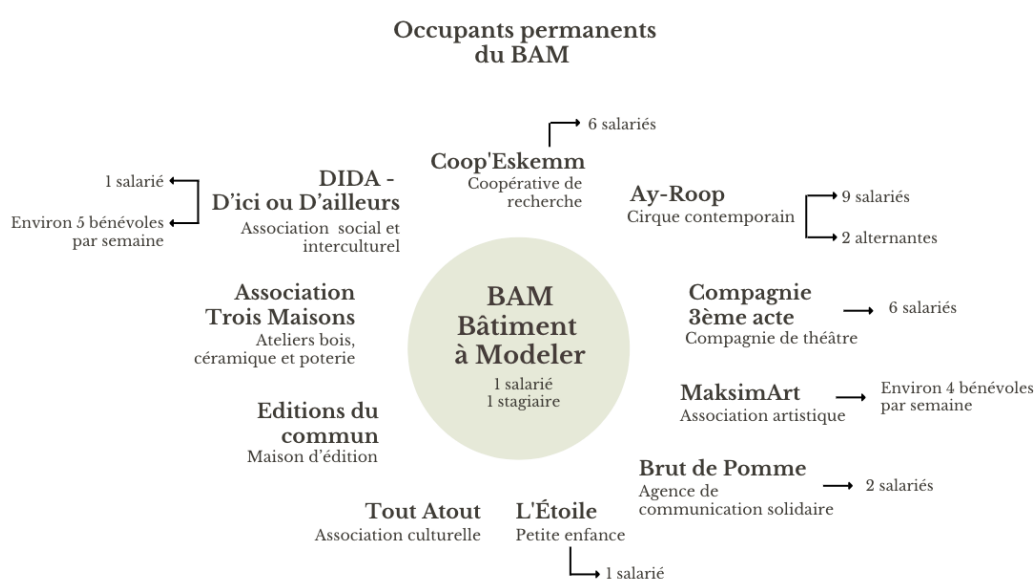 Occupants permanents
du BAM
6 salariés
Coop'Eskemm
Coopérative de
recherche
DIDA -
D'ici ou D'ailleurs
Association social et
interculturel
1 salarié
Environ 5 bénévoles
par semaine
Ay-Roop
Cirque contemporain
9 salariés
2 alternantes
Association
Trois Maisons
Ateliers bois,
céramique et poterie
BAM
Bâtiment
à Modeler
1 salarié
1 stagiaire
Compagnie
3ème acte
Compagnie de théâtre
6 salariés
MaksimArt
Association artistique
Environ 4 bénévoles
par semaine
Editions du
commun
Maison d'édition
Brut de Pomme
Agence de
communication solidaire
2 salariés
Tout Atout
Association culturelle
L'Étoile
Petite enfance
1 salarié